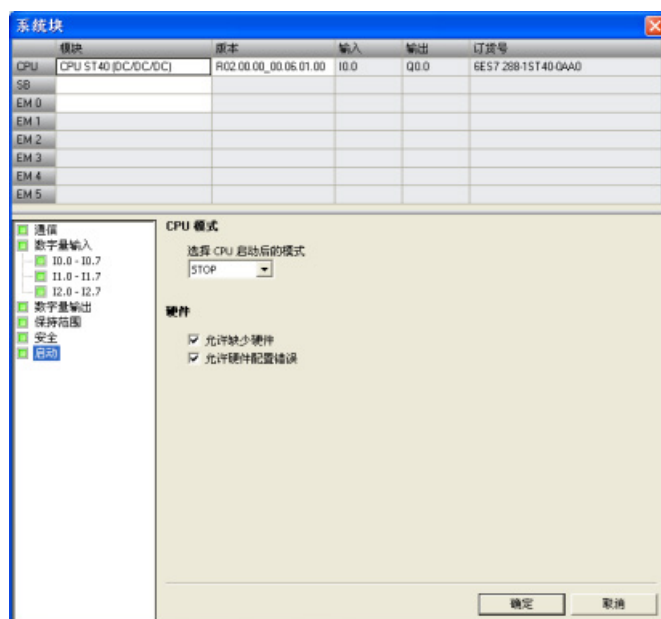 系统块
模块 版本 输入 输出 订货号
CPU CPU ST40 (DC/DC/DC) R02.00.00_00.06.01.00 I0.0 Q0.0 6ES7 288-1ST40-0AA0
SB
EM 0
EM 1
EM 2
EM 3
EM 4
EM 5
通信
数字量输入
I0.0 - I0.7
I1.0 - I1.7
I2.0 - I2.7
数字量输出
保持范围
安全
启动
CPU 模式
选择 CPU 启动后的模式
STOP
硬件
允许缺少硬件
允许硬件配置错误
确定 取消